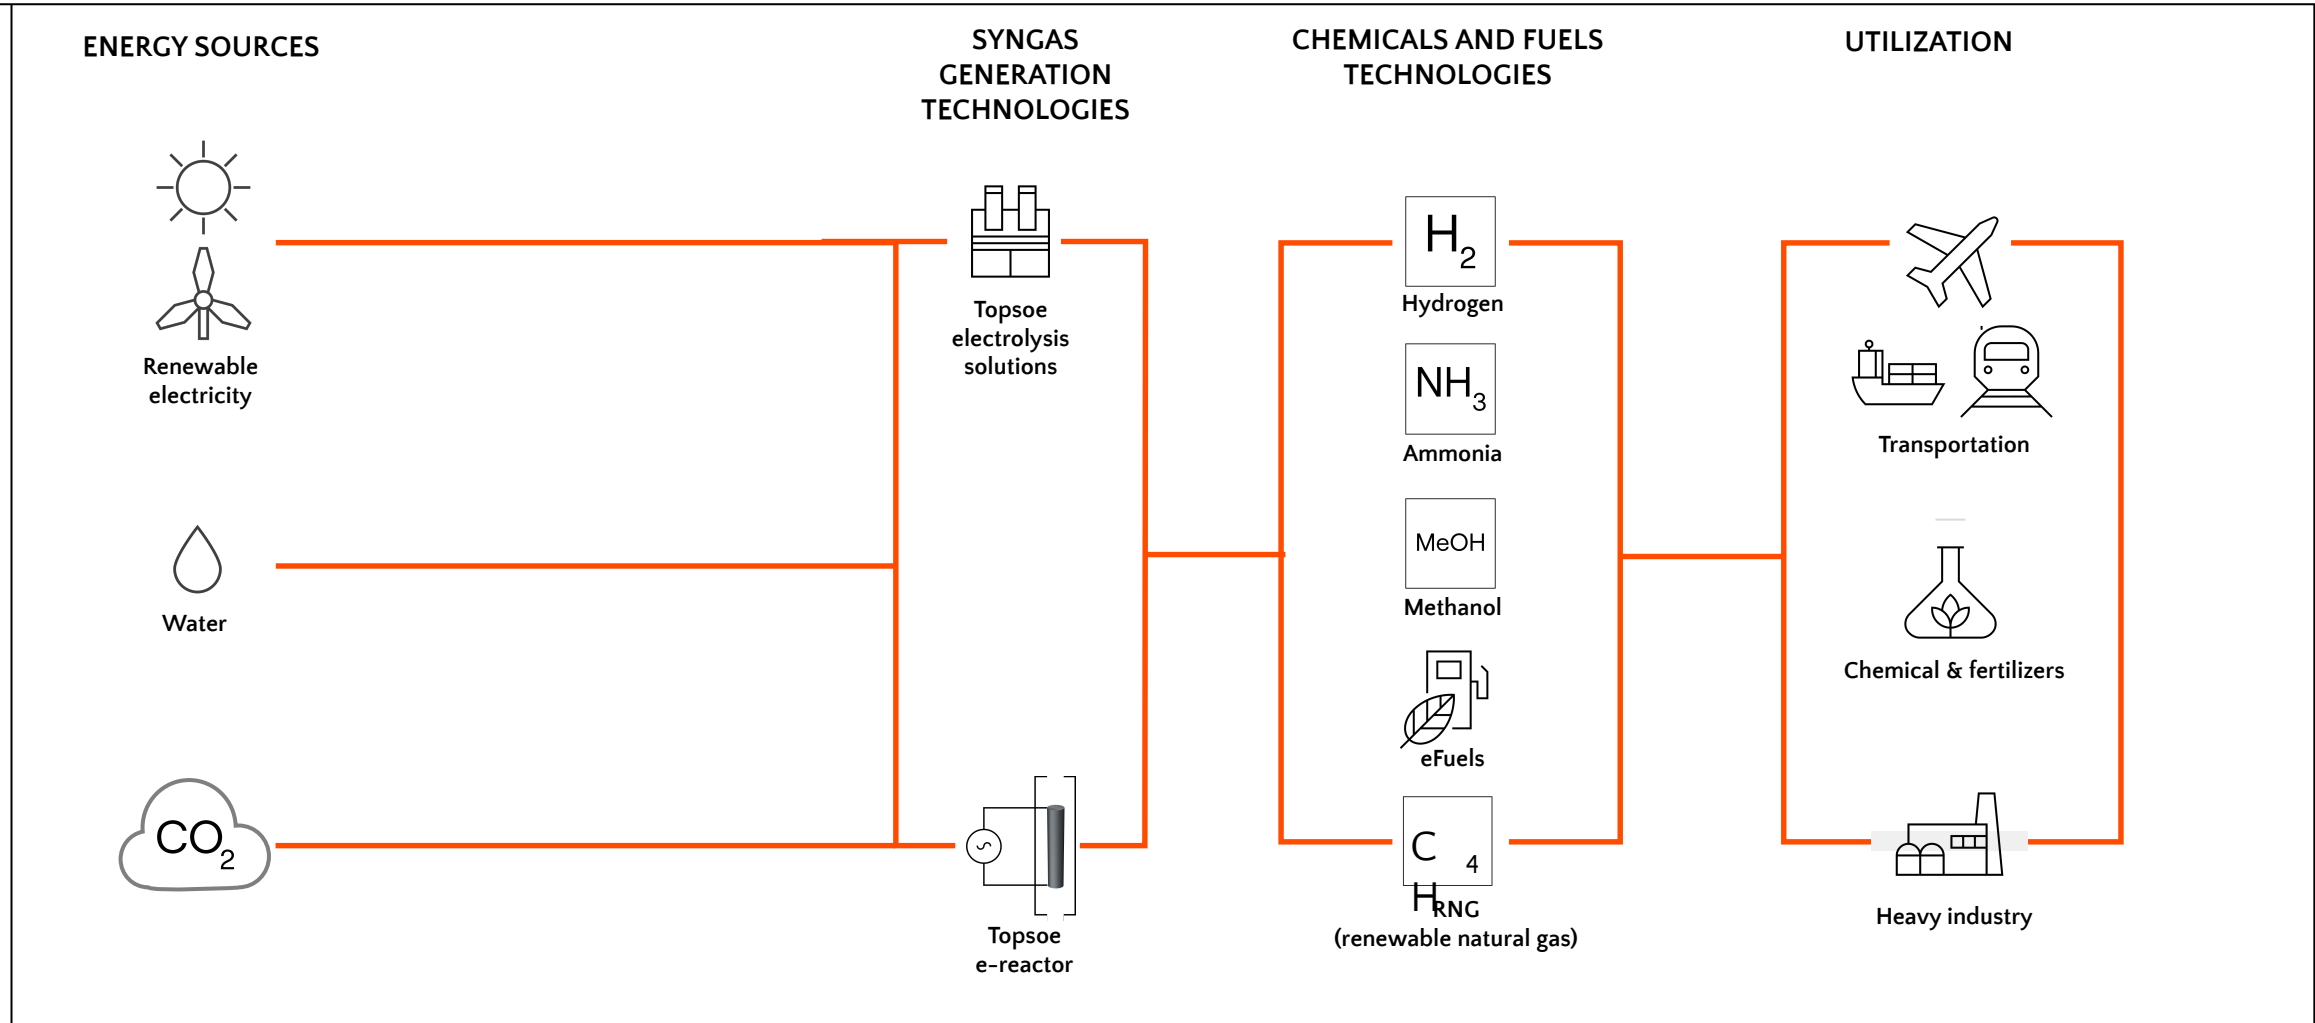 ENERGY SOURCES
Renewable
electricity
Water
CO2
SYNGAS
GENERATION
TECHNOLOGIES
Topsoe
electrolysis
solutions
Topsoe
e-reactor
CHEMICALS AND FUELS
TECHNOLOGIES
H2
Hydrogen
NH3
Ammonia
MeOH
Methanol
eFuels
C 4
H
RNG
(renewable natural gas)
UTILIZATION
Transportation
Chemical & fertilizers
Heavy industry